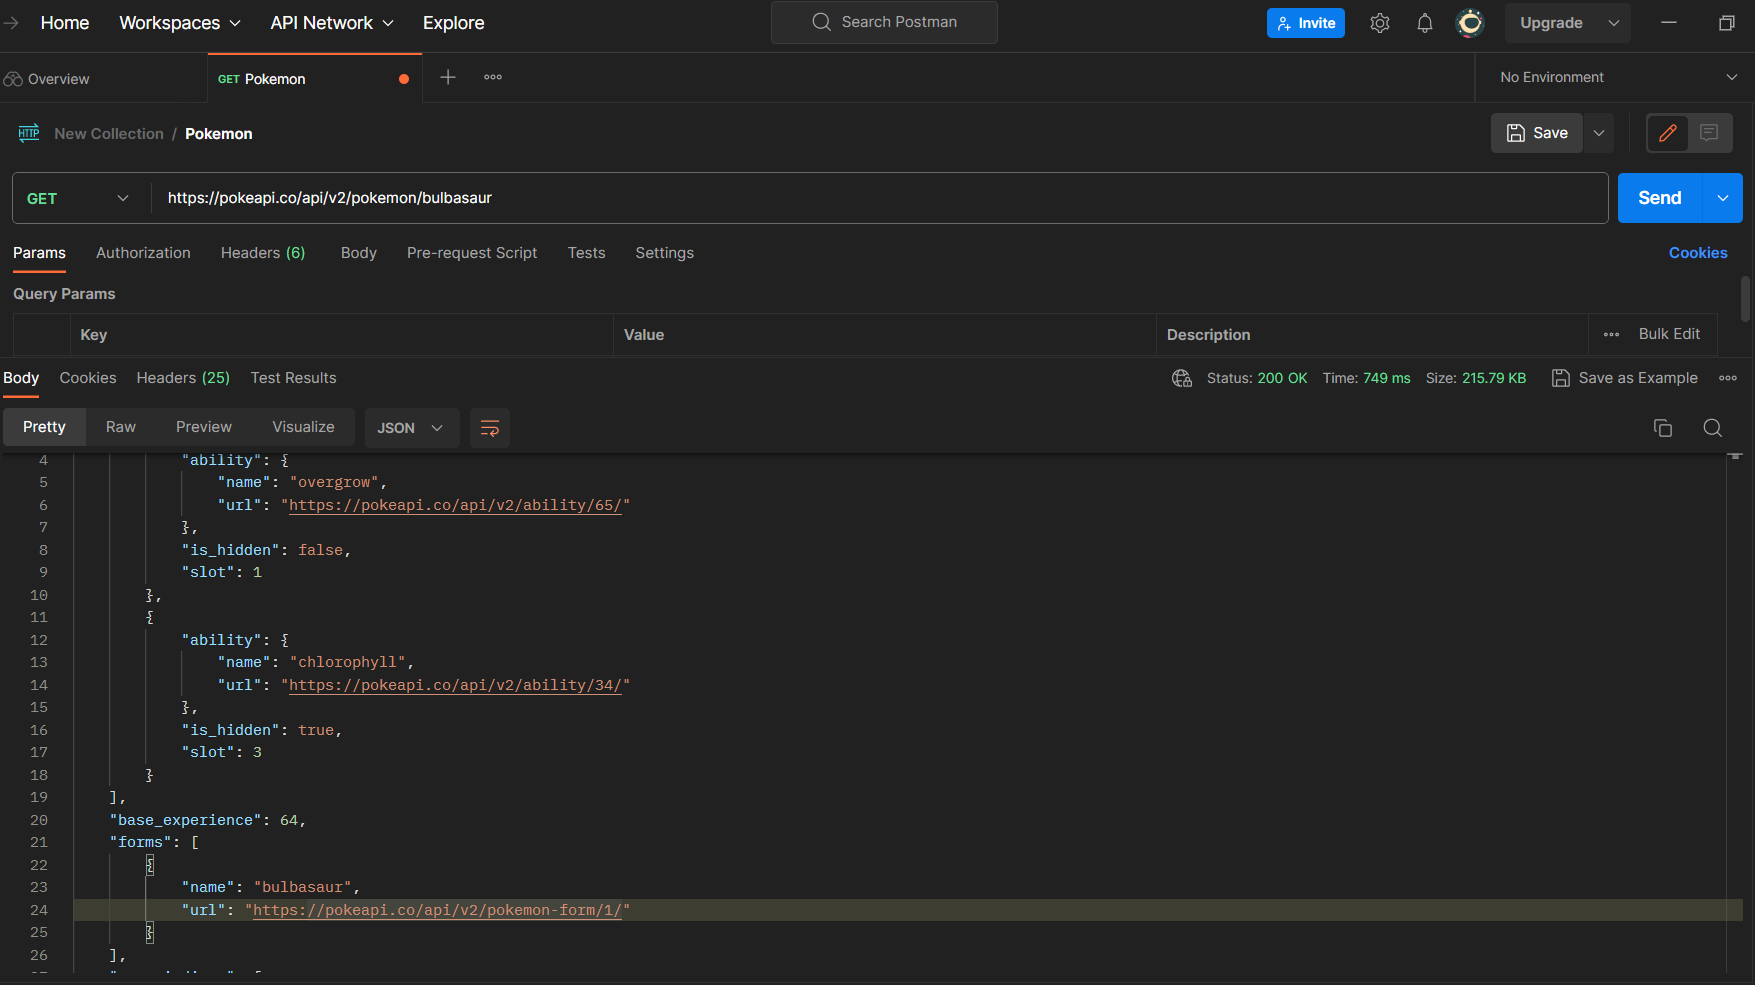 Home Workspaces API Network Explore Search Postman Invite Upgrade
Overview GET Pokemon No Environment
HTTP New Collection / Pokemon Save
GET https://pokeapi.co/api/v2/pokemon/bulbasaur Send
Params Authorization Headers (6) Body Pre-request Script Tests Settings Cookies
Query Params
Key Value Description Bulk Edit
Body Cookies Headers (25) Test Results Status: 200 OK Time: 749 ms Size: 215.79 KB Save as Example
Pretty Raw Preview Visualize JSON
4 "ability": {
5 "name": "overgrow",
6 "url": "https://pokeapi.co/api/v2/ability/65/"
7 },
8 "is_hidden": false,
9 "slot": 1
10 },
11 {
12 "ability": {
13 "name": "chlorophyll",
14 "url": "https://pokeapi.co/api/v2/ability/34/"
15 },
16 "is_hidden": true,
17 "slot": 3
18 }
19 ],
20 "base_experience": 64,
21 "forms": [
22 {
23 "name": "bulbasaur",
24 "url": "https://pokeapi.co/api/v2/pokemon-form/1/"
25 }
26 ],